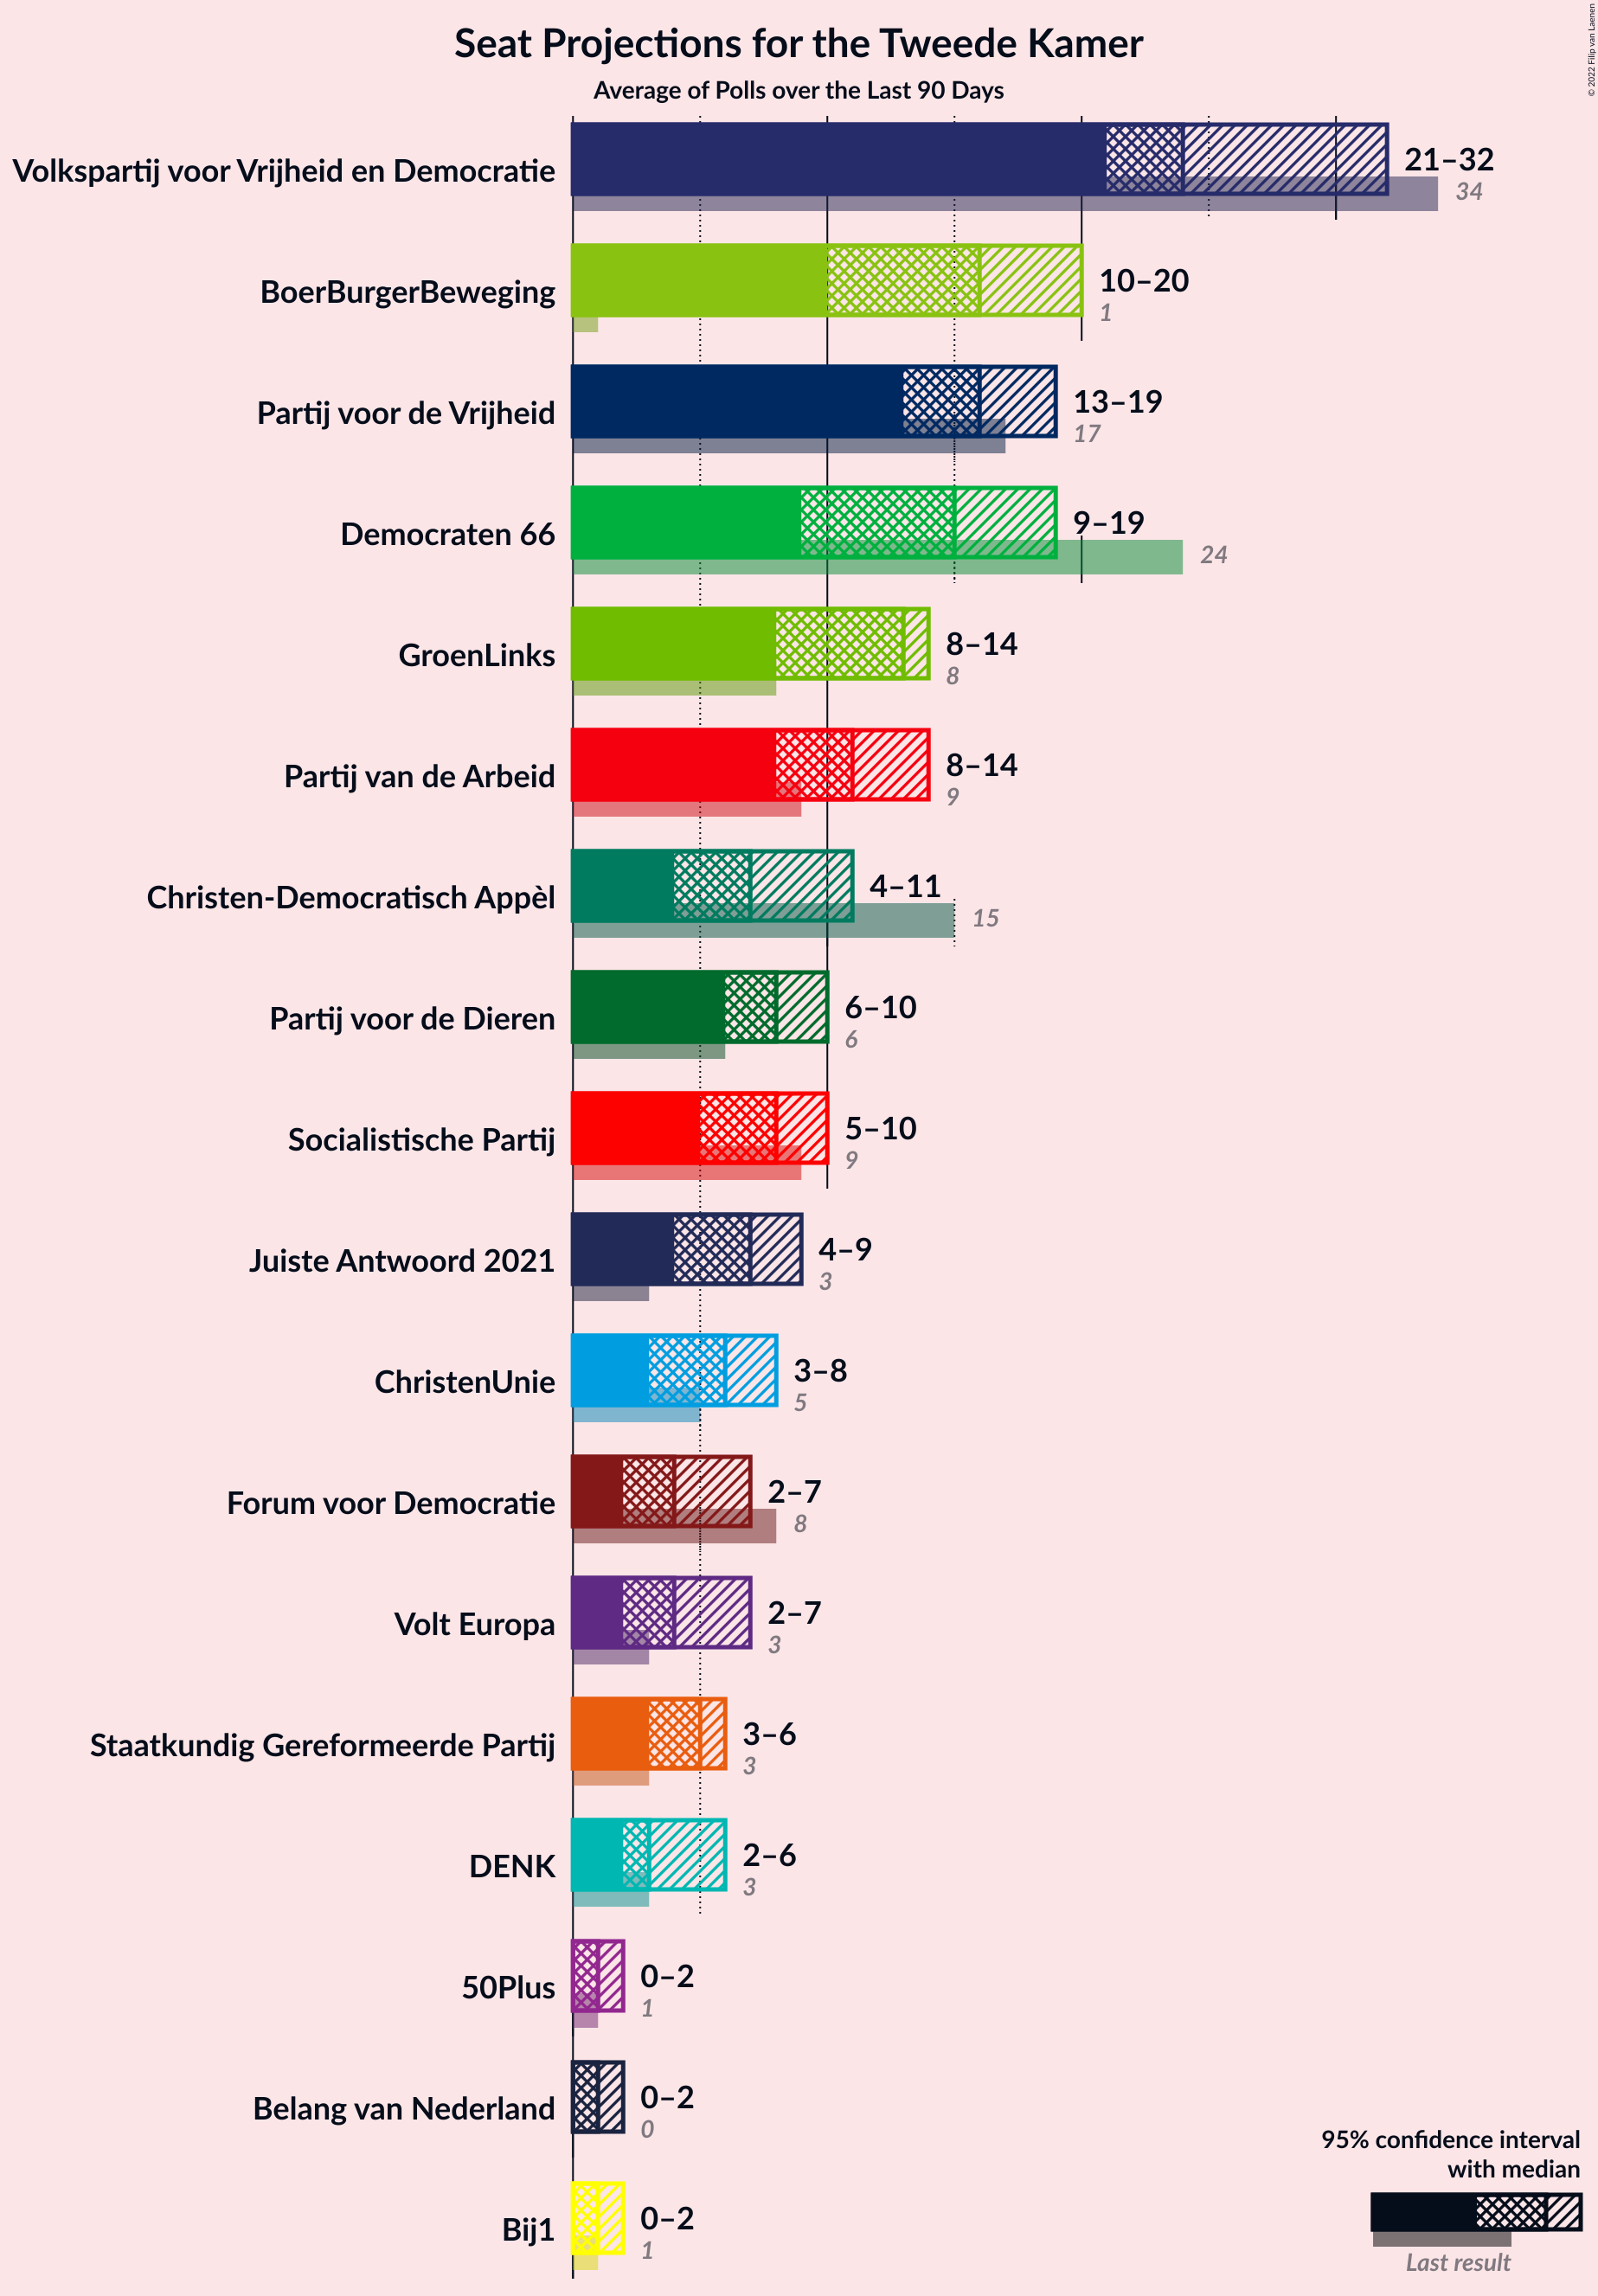 Seat Projections for the Tweede Kamer
Average of Polls over the Last 90 Days
© 2022 Filip van Laenen
Volkspartij voor Vrijheid en Democratie
21–32
34
BoerBurgerBeweging
10–20
1
Partij voor de Vrijheid
13–19
17
Democraten 66
9–19
24
GroenLinks
8–14
8
Partij van de Arbeid
8–14
9
Christen-Democratisch Appèl
4–11
15
Partij voor de Dieren
6–10
6
Socialistische Partij
5–10
9
Juiste Antwoord 2021
4–9
3
ChristenUnie
3–8
5
Forum voor Democratie
2–7
8
Volt Europa
2–7
3
Staatkundig Gereformeerde Partij
3–6
3
DENK
2–6
3
50Plus
0–2
1
Belang van Nederland
0–2
0
Bij1
0–2
1
95% confidence interval
with median
Last result